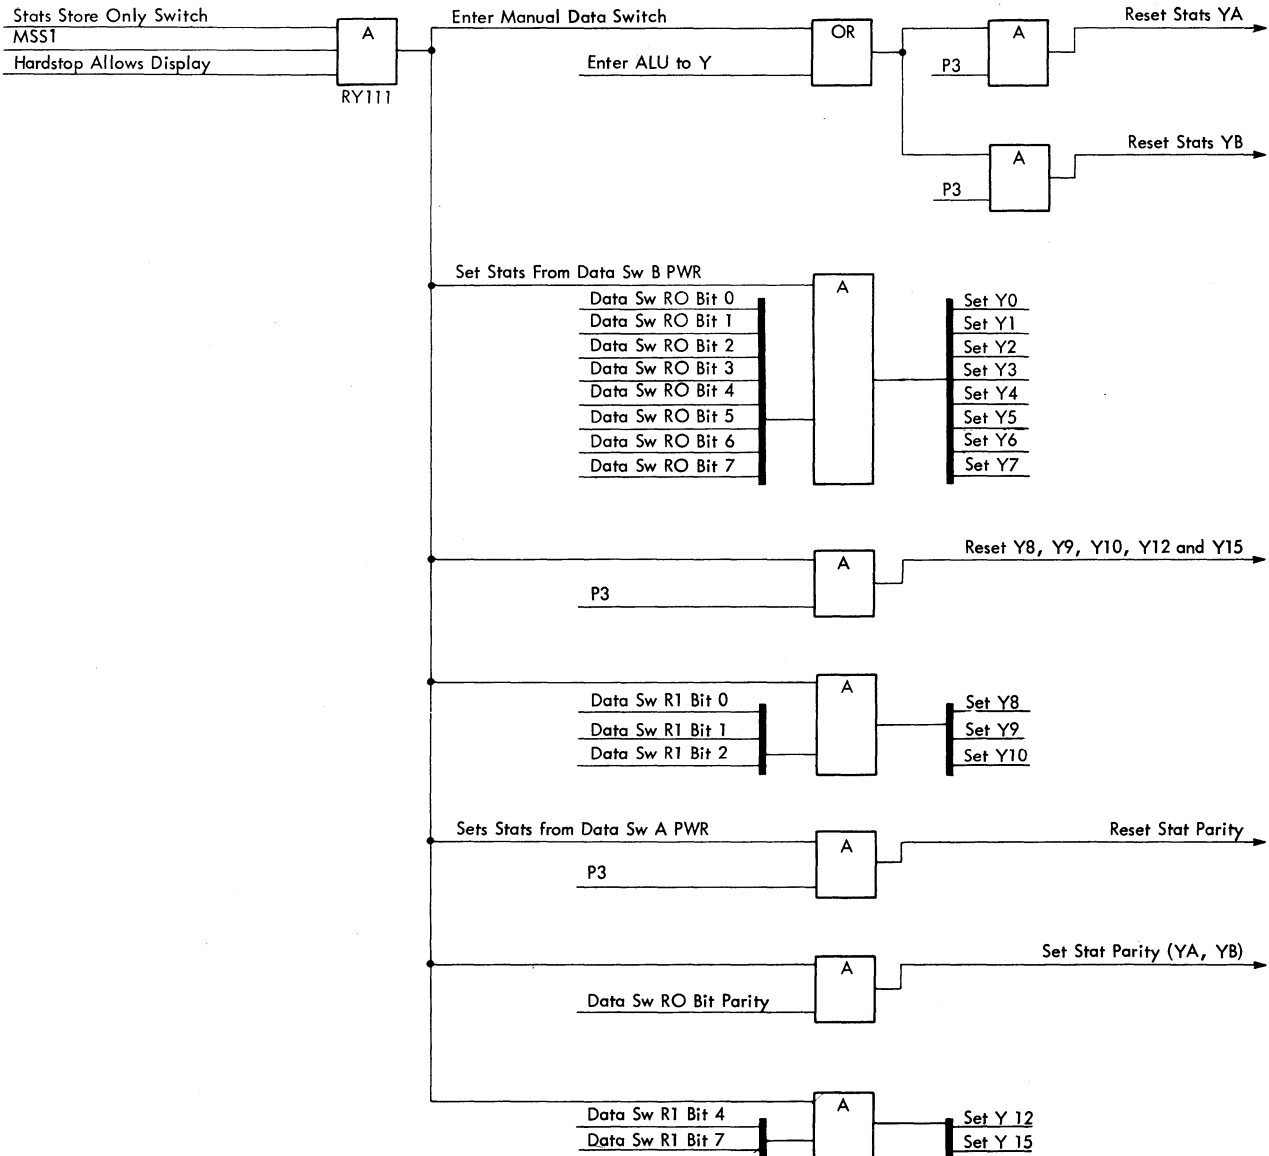 Stats Store Only Switch
MSS1
Hardstop Allows Display
A
RY111
Enter Manual Data Switch
Enter ALU to Y
OR
P3
A
Reset Stats YA
P3
A
Reset Stats YB
Set Stats From Data Sw B PWR
Data Sw RO Bit 0
Data Sw RO Bit 1
Data Sw RO Bit 2
Data Sw RO Bit 3
Data Sw RO Bit 4
Data Sw RO Bit 5
Data Sw RO Bit 6
Data Sw RO Bit 7
A
Set Y0
Set Y1
Set Y2
Set Y3
Set Y4
Set Y5
Set Y6
Set Y7
P3
A
Reset Y8, Y9, Y10, Y12 and Y15
Data Sw R1 Bit 0
Data Sw R1 Bit 1
Data Sw R1 Bit 2
A
Set Y8
Set Y9
Set Y10
Sets Stats from Data Sw A PWR
P3
A
Reset Stat Parity
Data Sw RO Bit Parity
A
Set Stat Parity (YA, YB)
Data Sw R1 Bit 4
Data Sw R1 Bit 7
A
Set Y 12
Set Y 15